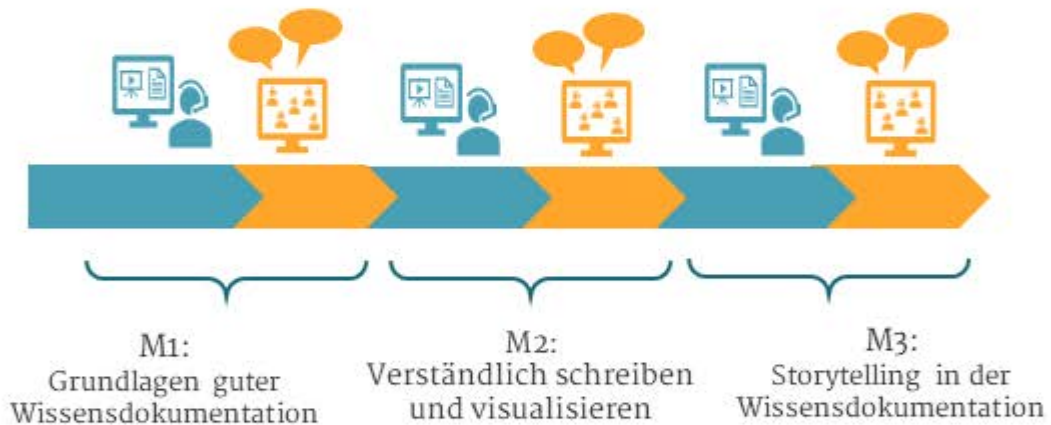 M1:
Grundlagen guter
Wissensdokumentation
M2:
Verständlich schreiben
und visualisieren
M3:
Storytelling in der
Wissensdokumentation